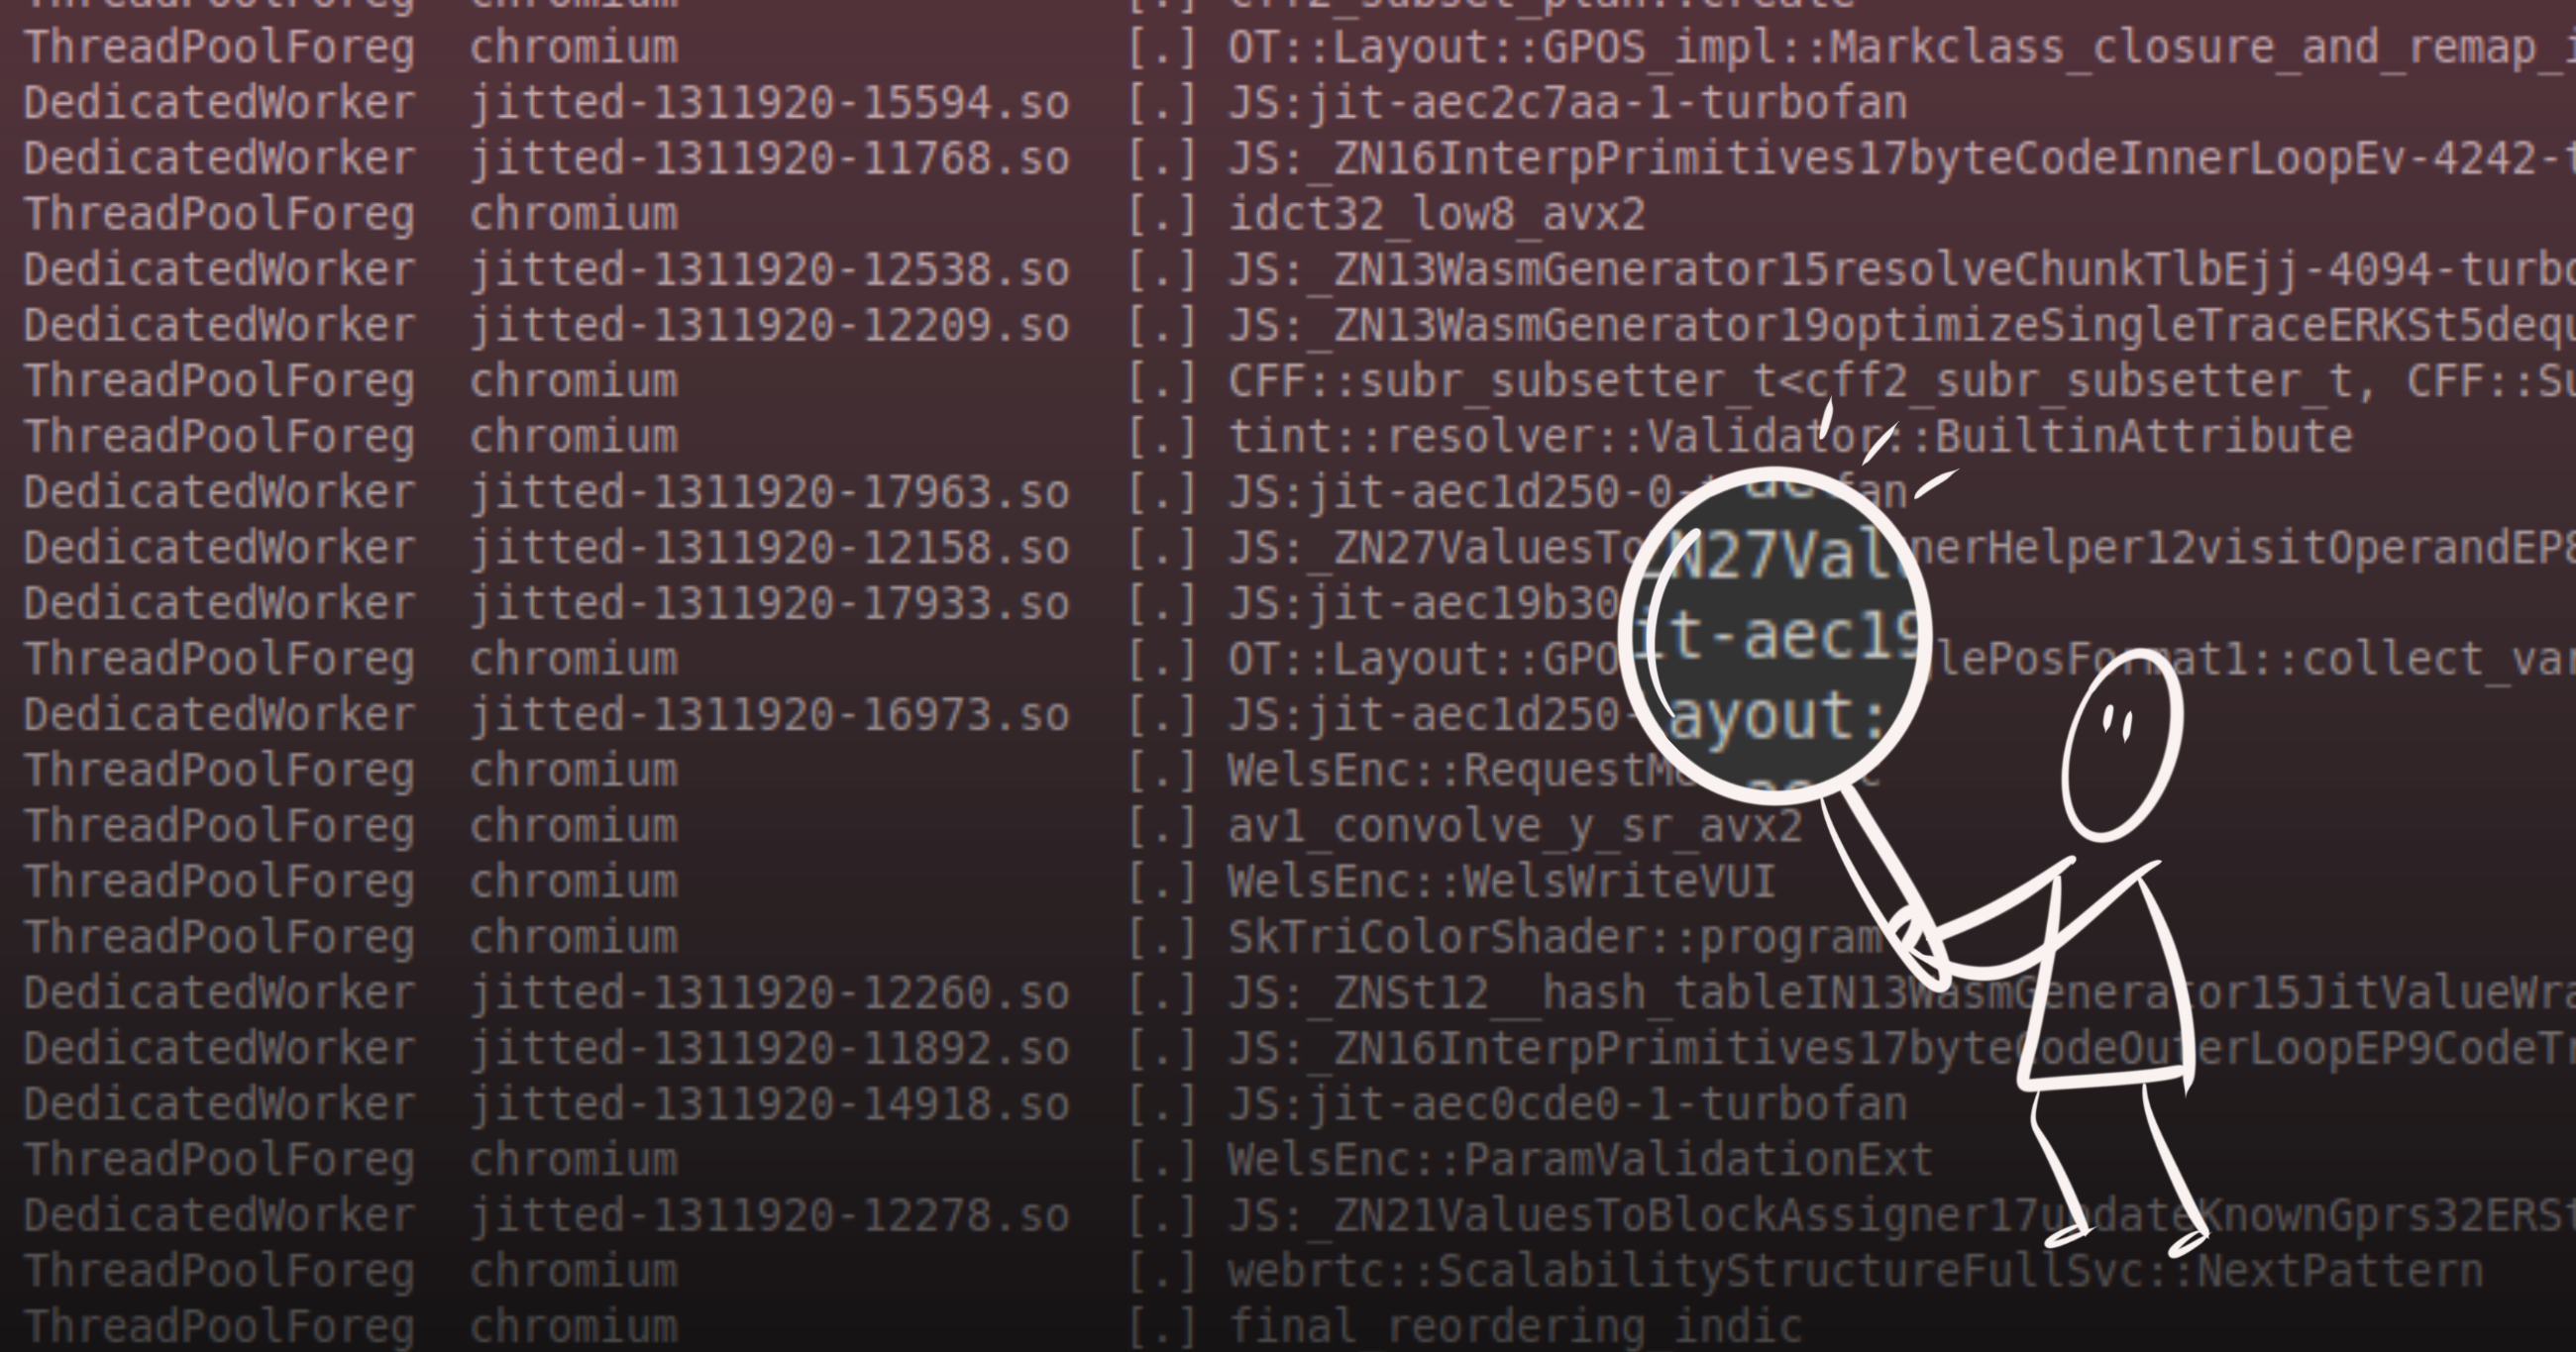 ThreadPoolForeg chromium [.] cff2_subset_plan::create
ThreadPoolForeg chromium [.] OT::Layout::GPOS_impl::Markclass_closure_and_remap_i
DedicatedWorker jitted-1311920-15594.so [.] JS:jit-aec2c7aa-1-turbofan
DedicatedWorker jitted-1311920-11768.so [.] JS:_ZN16InterpPrimitives17byteCodeInnerLoopEv-4242-t
ThreadPoolForeg chromium [.] idct32_low8_avx2
DedicatedWorker jitted-1311920-12538.so [.] JS:_ZN13WasmGenerator15resolveChunkTlbEjj-4094-turbo
DedicatedWorker jitted-1311920-12209.so [.] JS:_ZN13WasmGenerator19optimizeSingleTraceERKSt5dequ
ThreadPoolForeg chromium [.] CFF::subr_subsetter_t<cff2_subr_subsetter_t, CFF::Su
ThreadPoolForeg chromium [.] tint::resolver::Validator::BuiltinAttribute
DedicatedWorker jitted-1311920-17963.so [.] JS:jit-aec1d250-0-t fan
DedicatedWorker jitted-1311920-12158.so [.] JS:_ZN27ValuesTo N27Val nerHelper12visitOperandEP8
DedicatedWorker jitted-1311920-17933.so [.] JS:jit-aec19b30 it-aec19
ThreadPoolForeg chromium [.] OT::Layout::GPO lePosFormat1::collect_var
DedicatedWorker jitted-1311920-16973.so [.] JS:jit-aec1d250- ayout:
ThreadPoolForeg chromium [.] WelsEnc::RequestM
ThreadPoolForeg chromium [.] av1_convolve_y_sr_avx2
ThreadPoolForeg chromium [.] WelsEnc::WelsWriteVUI
ThreadPoolForeg chromium [.] SkTriColorShader::program
DedicatedWorker jitted-1311920-12260.so [.] JS:_ZNSt12__hash_tableIN13WasmGenerator15JitValueWra
DedicatedWorker jitted-1311920-11892.so [.] JS:_ZN16InterpPrimitives17byteCodeOuterLoopEP9CodeTr
DedicatedWorker jitted-1311920-14918.so [.] JS:jit-aec0cde0-1-turbofan
ThreadPoolForeg chromium [.] WelsEnc::ParamValidationExt
DedicatedWorker jitted-1311920-12278.so [.] JS:_ZN21ValuesToBlockAssigner17updateKnownGprs32ERSt
ThreadPoolForeg chromium [.] webrtc::ScalabilityStructureFullSvc::NextPattern
ThreadPoolForeg chromium [.] final_reordering_indic